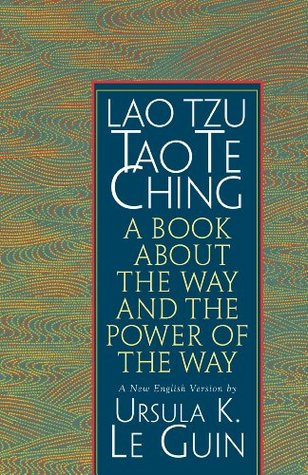 LAO TZU
TAO TE
CHING
A BOOK
ABOUT
THE WAY
AND THE
POWER OF
THE WAY
A New English Version by
URSULA K.
LE GUIN